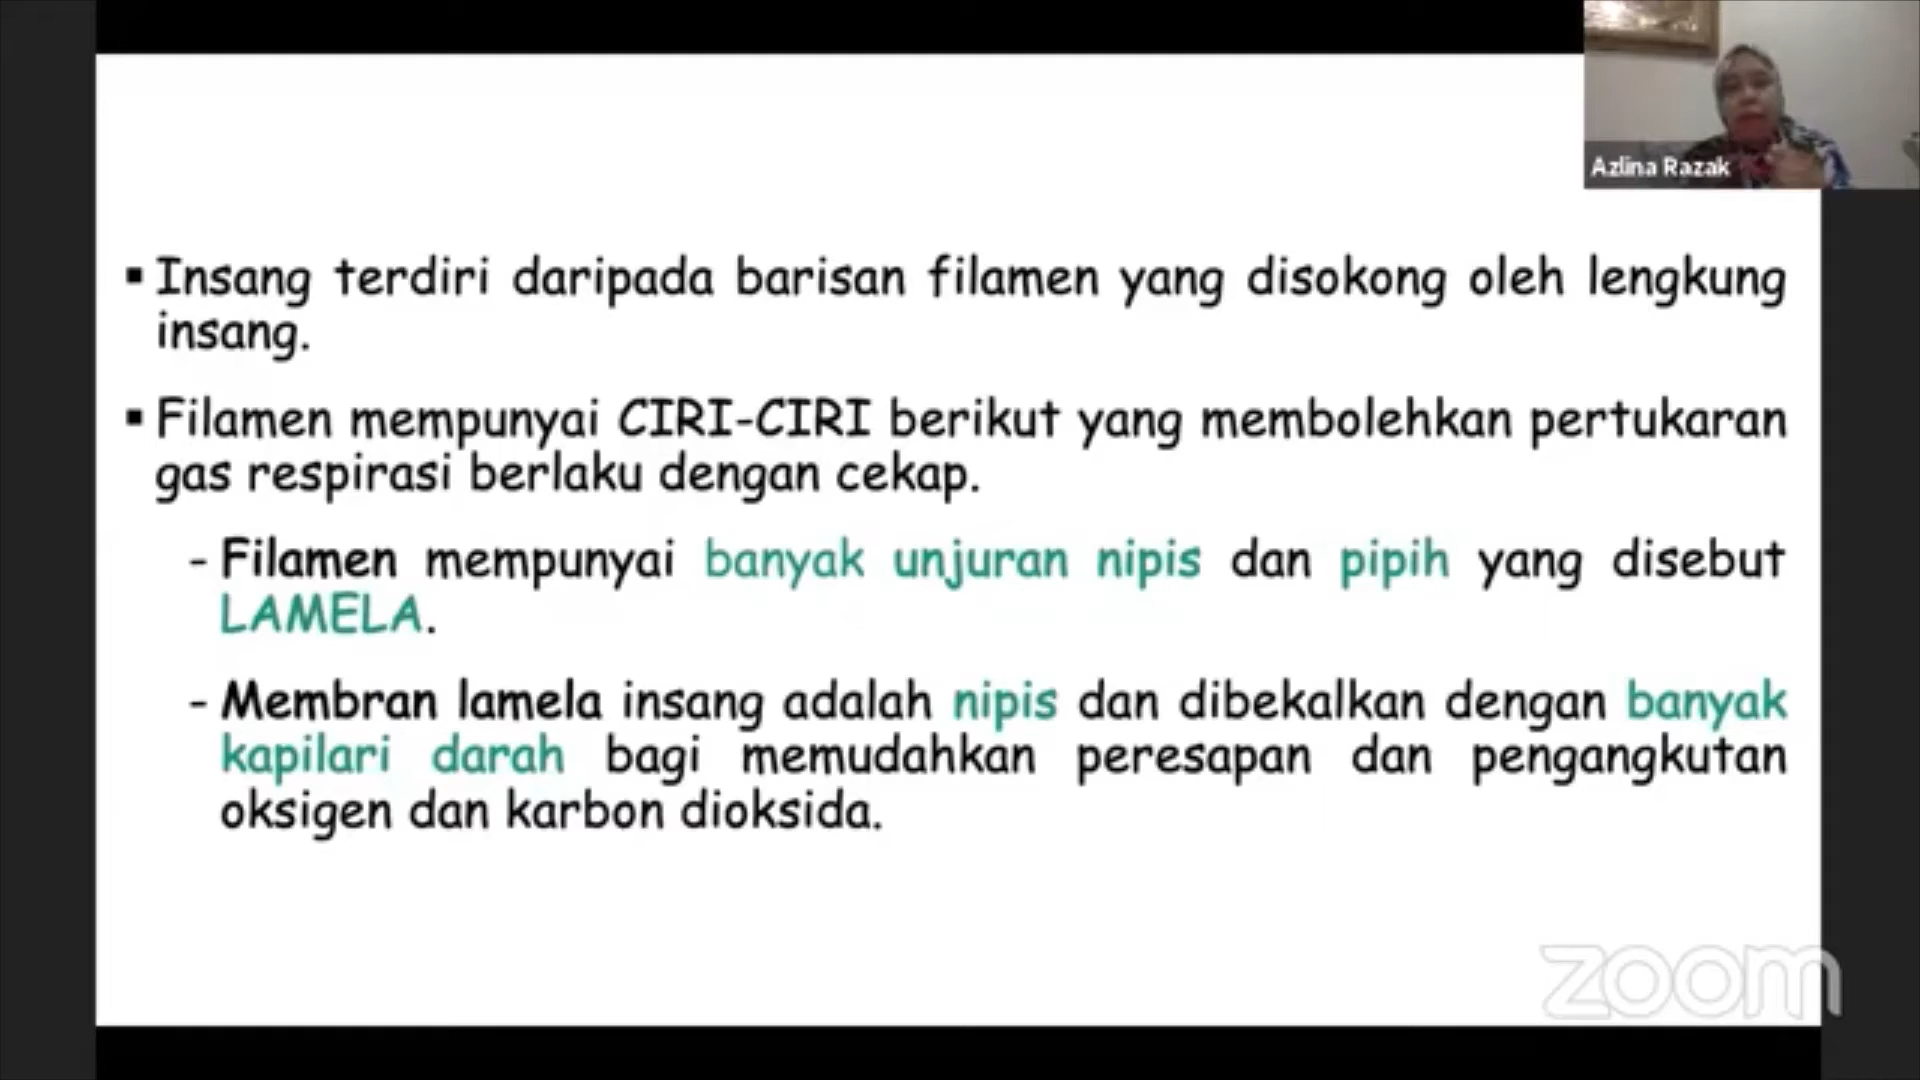 Azlina Razak
▪ Insang terdiri daripada barisan filamen yang disokong oleh lengkung
insang.
▪ Filamen mempunyai CIRI-CIRI berikut yang membolehkan pertukaran
gas respirasi berlaku dengan cekap.
- Filamen mempunyai banyak unjuran nipis dan pipih yang disebut
LAMELA.
- Membran lamela insang adalah nipis dan dibekalkan dengan banyak
kapilari darah bagi memudahkan peresapan dan pengangkutan
oksigen dan karbon dioksida.
zoom